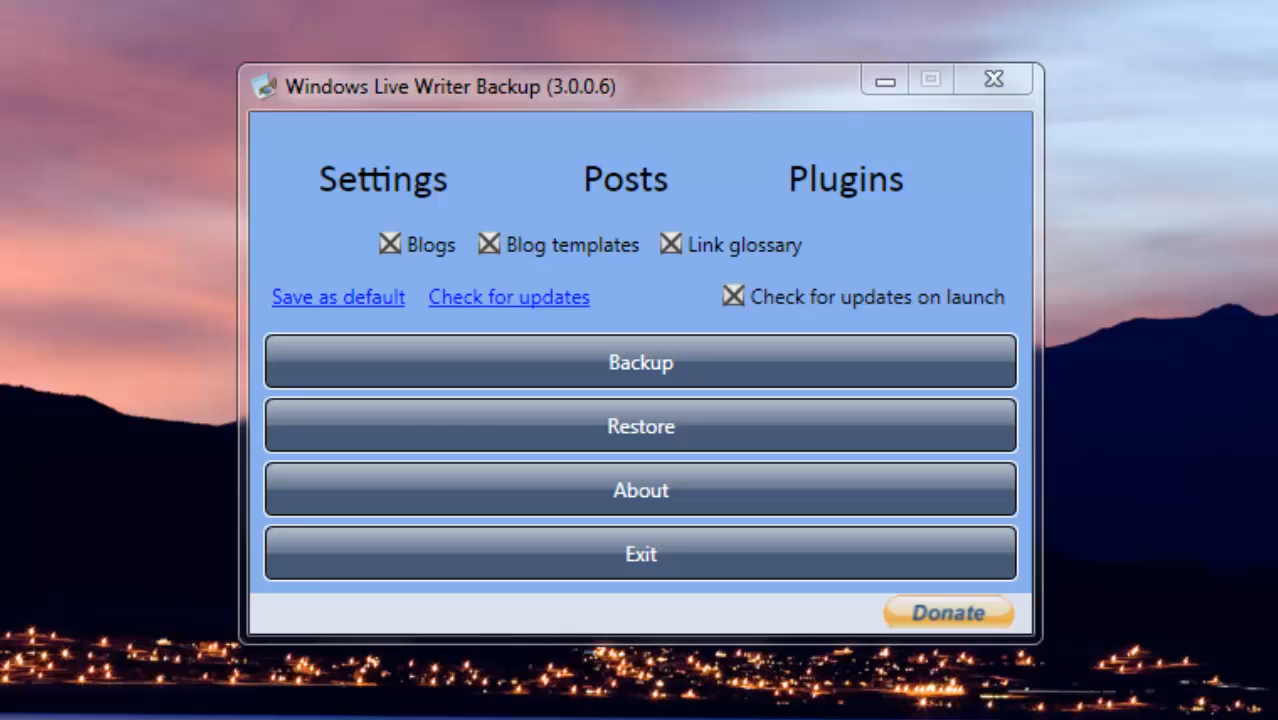 Windows Live Writer Backup (3.0.0.6)
Settings Posts Plugins
Blogs Blog templates Link glossary
Save as default Check for updates Check for updates on launch
Backup
Restore
About
Exit
Donate